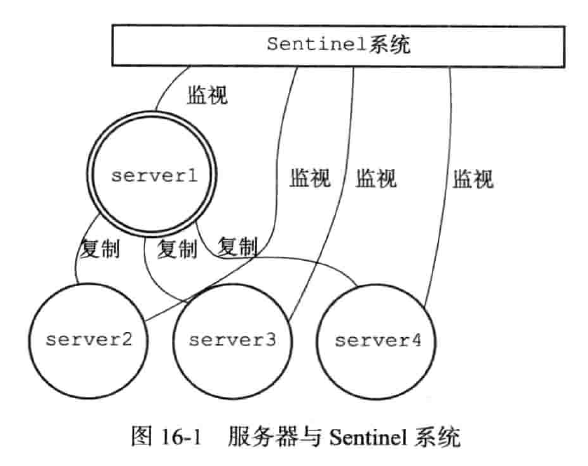 Sentinel系统
监视
server1
监视
监视
监视
复制
复制
复制
server2
server3
server4
图 16-1 服务器与 Sentinel 系统